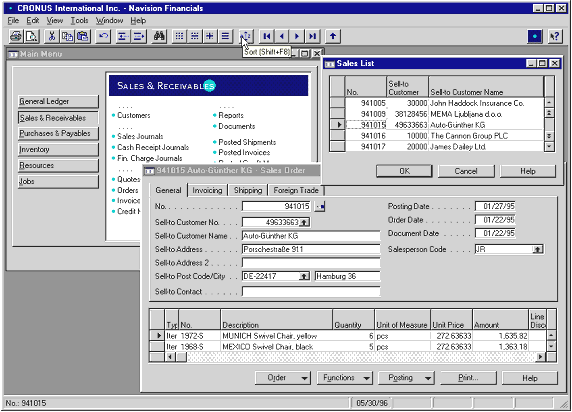 CRONUS International Inc. - Navision Financials
File Edit View Tools Window Help
Sort (Shift+F8)
Main Menu
General Ledger
Sales & Receivables
Purchases & Payables
Inventory
Resources
Jobs
SALES & RECEIVABLES
Customers
Sales Journals
Cash Receipt Journals
Fin. Charge Journals
Quotes
Orders
Invoice
Credit
Reports
Documents
Posted Shipments
Posted Invoices
Sales List
No. Sell-to Customer Sell-to Customer Name
941005 30000 John Haddock Insurance Co.
941009 38128456 MEMA Ljubljana d.o.o.
941015 49633663 Auto-Günther KG
941016 10000 The Cannon Group PLC
941017 20000 James Dailey Ltd.
OK Cancel Help
941015 Auto-Günther KG - Sales Order
General Invoicing Shipping Foreign Trade
No. 941015
Sell-to Customer No. 49633663
Sell-to Customer Name Auto-Günther KG
Sell-to Address Porschestraße 911
Sell-to Address 2
Sell-to Post Code/City DE-22417 Hamburg 36
Sell-to Contact
Posting Date 01/27/95
Order Date 01/22/95
Document Date 01/22/95
Salesperson Code JR
Typ No. Description Quantity Unit of Measure Unit Price Amount Line Disc
Iter 1972-S MUNICH Swivel Chair, yellow 6 pcs 272.63633 1,635.82
Iter 1968-S MEXICO Swivel Chair, black 5 pcs 272.63633 1,363.18
Order Functions Posting Print... Help
No.: 941015 05/30/96